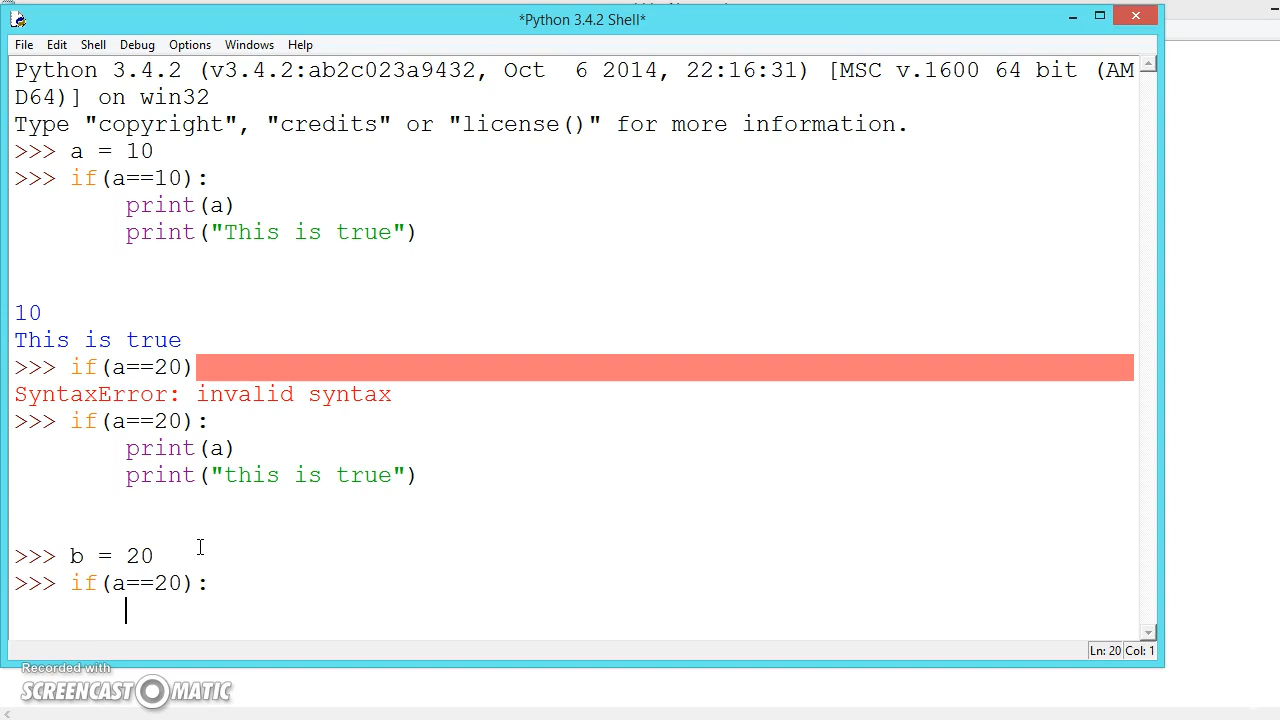 *Python 3.4.2 Shell*
File Edit Shell Debug Options Windows Help
Python 3.4.2 (v3.4.2:ab2c023a9432, Oct  6 2014, 22:16:31) [MSC v.1600 64 bit (AM
D64)] on win32
Type "copyright", "credits" or "license()" for more information.
>>> a = 10
>>> if(a==10):
        print(a)
        print("This is true")
10
This is true
>>> if(a==20)
SyntaxError: invalid syntax
>>> if(a==20):
        print(a)
        print("this is true")
>>> b = 20
>>> if(a==20):
Ln: 20 Col: 1
Recorded with
SCREENCAST O MATIC